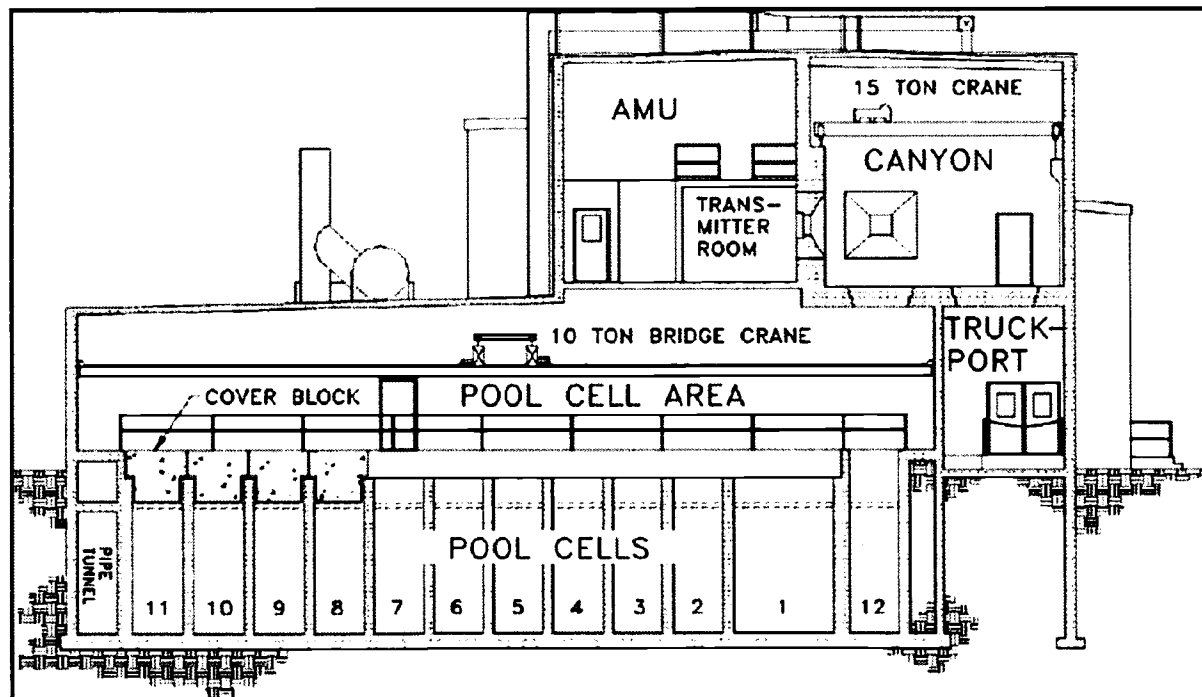 15 TON CRANE
AMU
CANYON
TRANS-
MITTER
ROOM
10 TON BRIDGE CRANE
TRUCK-
PORT
COVER BLOCK
POOL CELL AREA
POOL CELLS
PIPE
TUNNEL
11 10 9 8 7 6 5 4 3 2 1 12